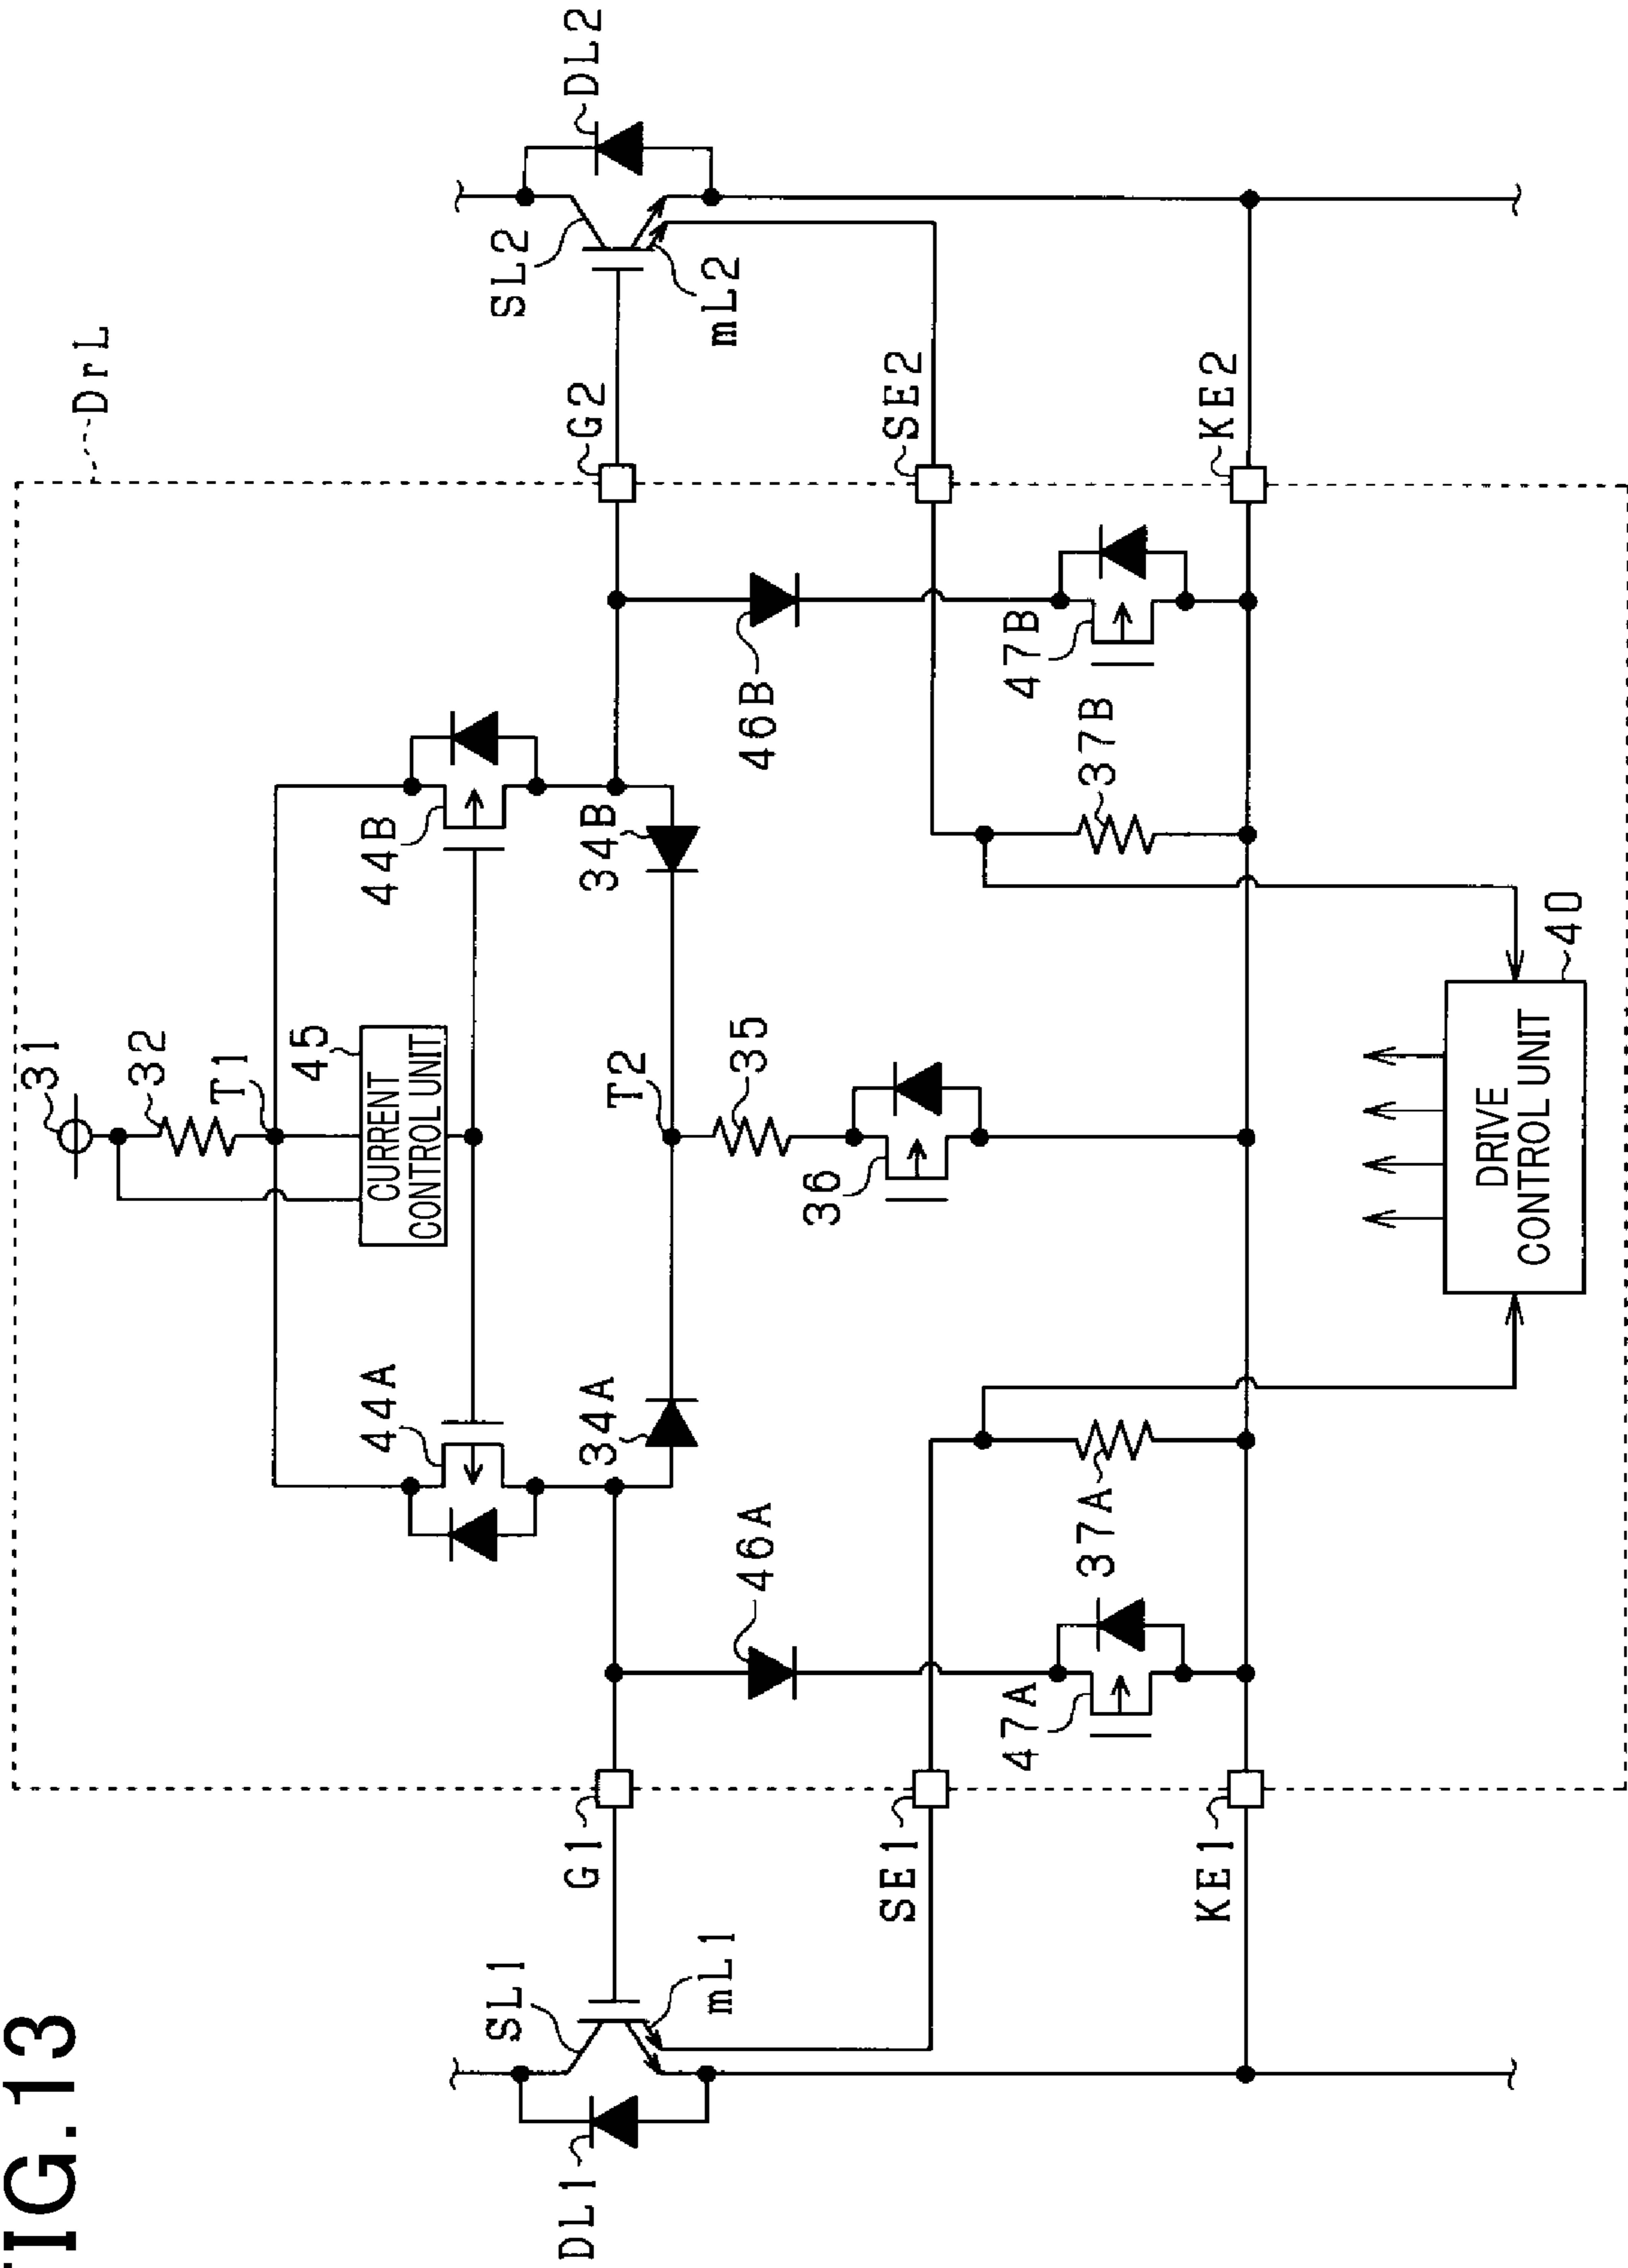 FIG.13
DrL
31
32
T1
45
CURRENT
CONTROL UNIT
44A
44B
34A
34B
T2
35
36
46A
46B
47A
47B
37A
37B
G1
G2
SE1
SE2
KE1
KE2
SL1
mL1
DL1
SL2
mL2
DL2
DRIVE
CONTROL UNIT
40